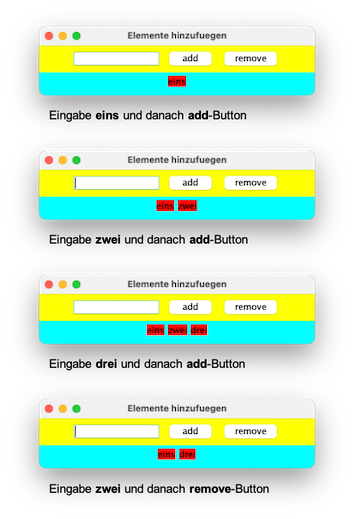 Elemente hinzufuegen
add remove
eins
Eingabe eins und danach add-Button
Elemente hinzufuegen
add remove
eins zwei
Eingabe zwei und danach add-Button
Elemente hinzufuegen
add remove
eins zwei drei
Eingabe drei und danach add-Button
Elemente hinzufuegen
add remove
eins drei
Eingabe zwei und danach remove-Button